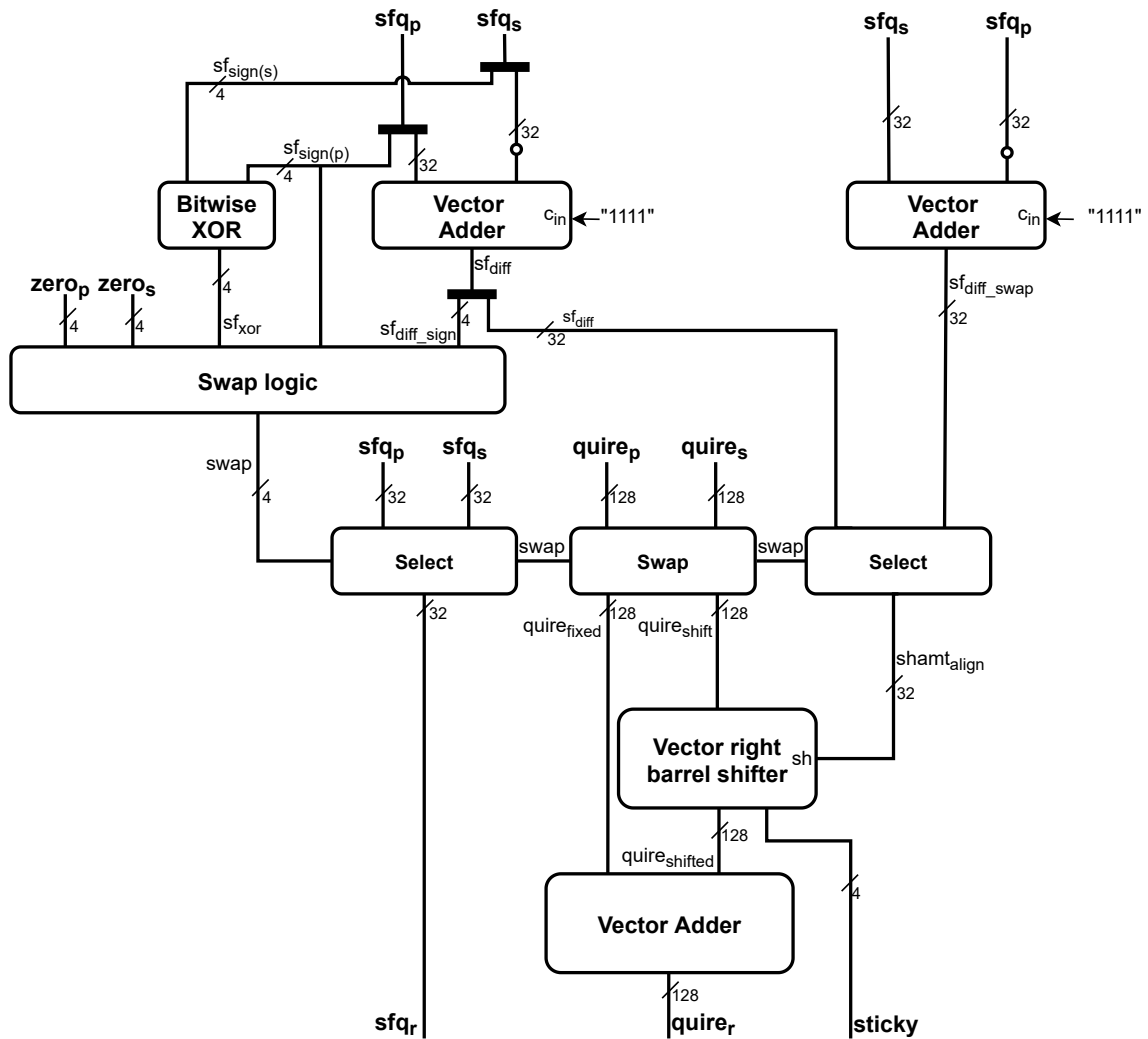 sfqp sfqs sfqs sfqp
sfsign(s)
4
32 32 32
sfsign(p)
4 32
Bitwise
XOR
Vector
Adder
cin "1111"
Vector
Adder
cin "1111"
sfdiff
zerop zeros
4 4 4
sfxor
sfdiff_sign
4
sfdiff
32
sfdiff_swap
32
Swap logic
swap
4
sfqp sfqs quirep quires
32 32 128 128
Select swap Swap swap Select
32 128 128
quirefixed quireshift
shamtalign
32
Vector right
barrel shifter
sh
128
quireshifted
4
Vector Adder
128
sfqr quirer sticky